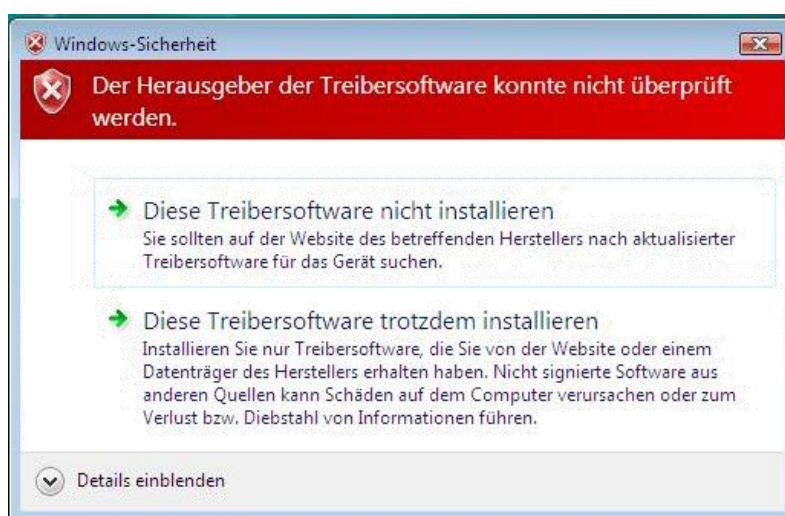 Windows-Sicherheit
Der Herausgeber der Treibersoftware konnte nicht überprüft
werden.
Diese Treibersoftware nicht installieren
Sie sollten auf der Website des betreffenden Herstellers nach aktualisierter
Treibersoftware für das Gerät suchen.
Diese Treibersoftware trotzdem installieren
Installieren Sie nur Treibersoftware, die Sie von der Website oder einem
Datenträger des Herstellers erhalten haben. Nicht signierte Software aus
anderen Quellen kann Schäden auf dem Computer verursachen oder zum
Verlust bzw. Diebstahl von Informationen führen.
Details einblenden